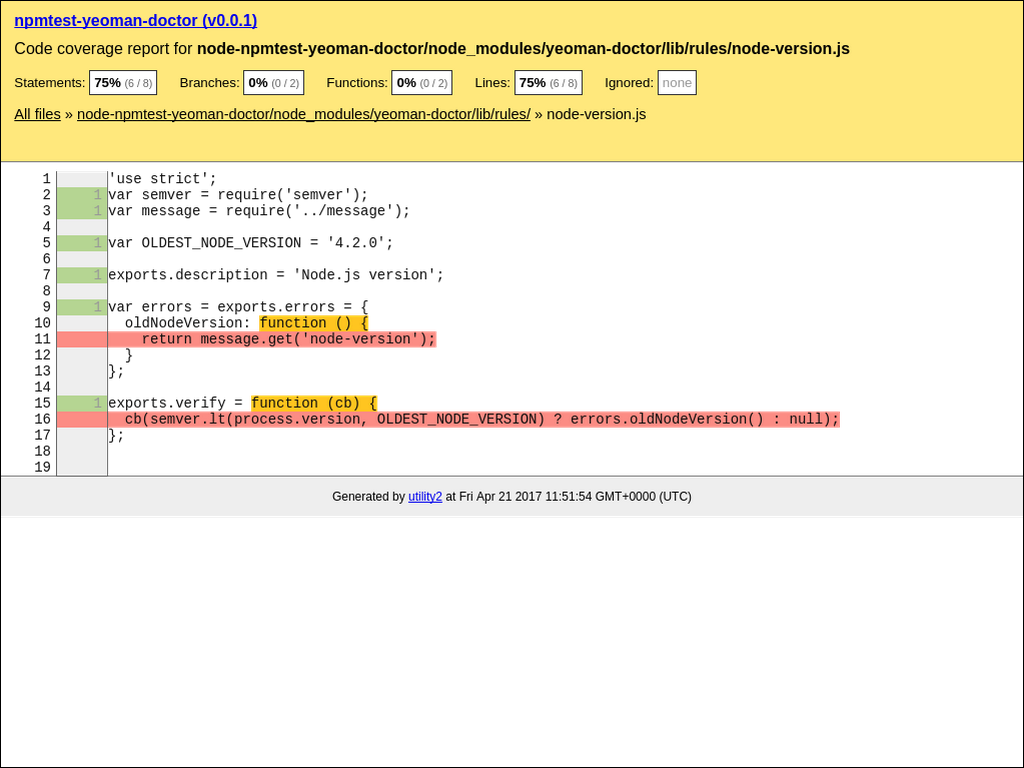 npmtest-yeoman-doctor (v0.0.1)
Code coverage report for node-npmtest-yeoman-doctor/node_modules/yeoman-doctor/lib/rules/node-version.js
Statements: 75% (6 / 8) Branches: 0% (0 / 2) Functions: 0% (0 / 2) Lines: 75% (6 / 8) Ignored: none
All files » node-npmtest-yeoman-doctor/node_modules/yeoman-doctor/lib/rules/ » node-version.js
1 'use strict';
2 1 var semver = require('semver');
3 1 var message = require('../message');
4
5 1 var OLDEST_NODE_VERSION = '4.2.0';
6
7 1 exports.description = 'Node.js version';
8
9 1 var errors = exports.errors = {
10   oldNodeVersion: function () {
11     return message.get('node-version');
12   }
13 };
14
15 1 exports.verify = function (cb) {
16   cb(semver.lt(process.version, OLDEST_NODE_VERSION) ? errors.oldNodeVersion() : null);
17 };
18
19
Generated by utility2 at Fri Apr 21 2017 11:51:54 GMT+0000 (UTC)